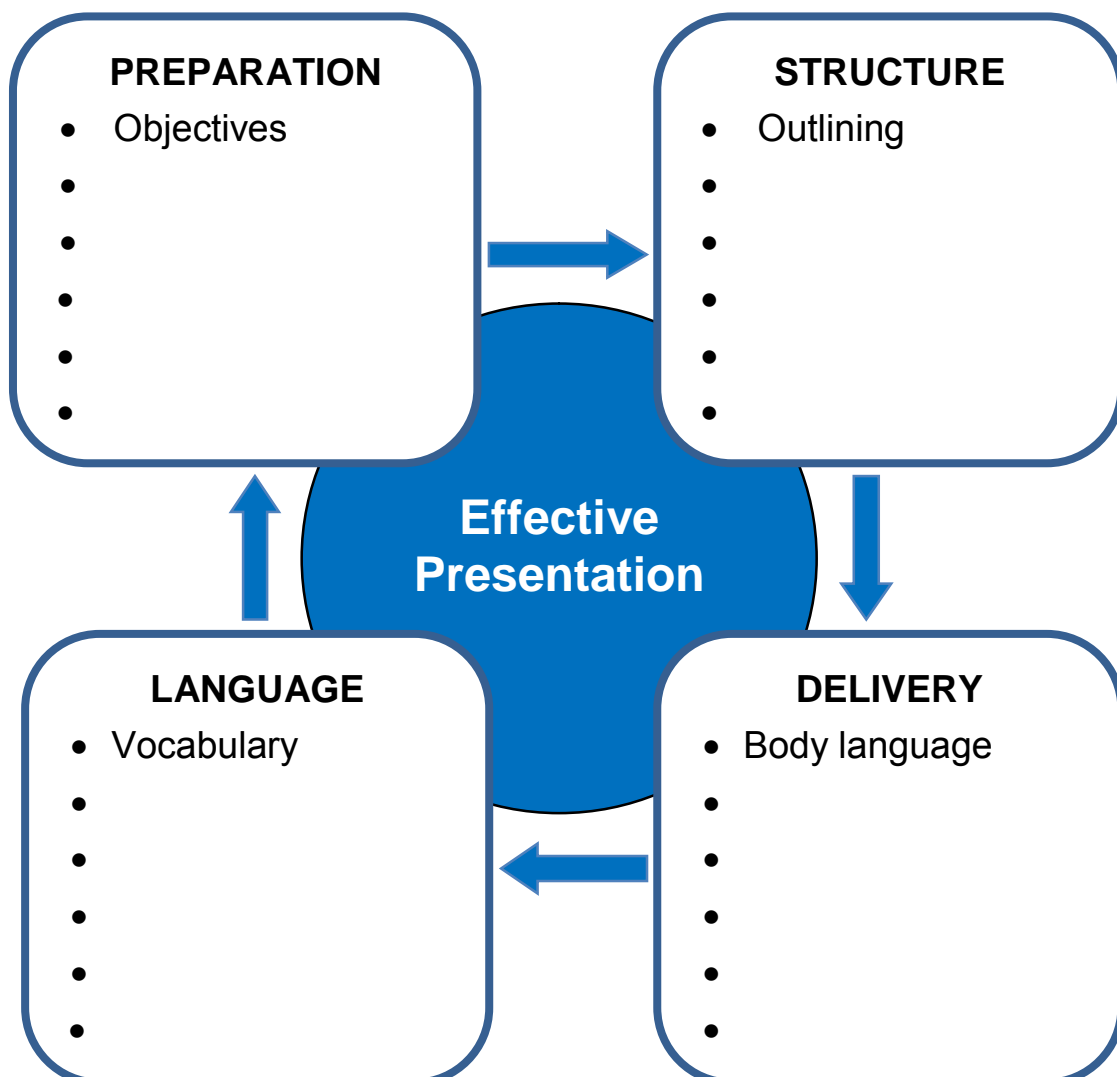 PREPARATION
• Objectives
•
•
•
•
•
STRUCTURE
• Outlining
•
•
•
•
•
Effective
Presentation
LANGUAGE
• Vocabulary
•
•
•
•
•
DELIVERY
• Body language
•
•
•
•
•